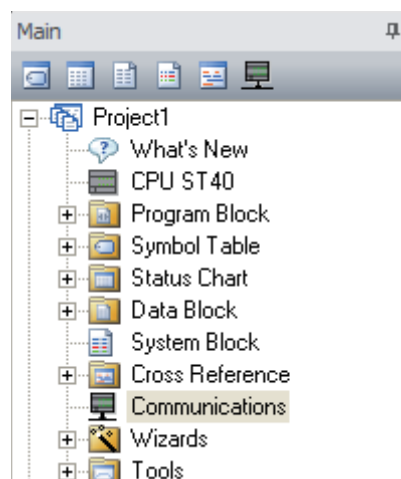 Main
Project1
What's New
CPU ST40
Program Block
Symbol Table
Status Chart
Data Block
System Block
Cross Reference
Communications
Wizards
Tools